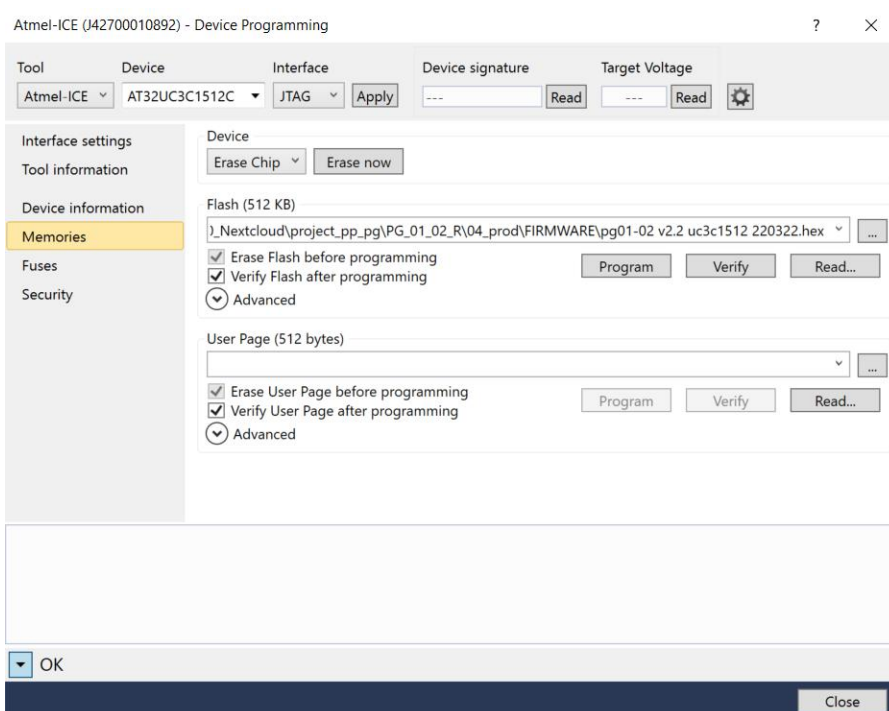 Atmel-ICE (J42700010892) - Device Programming ? ×
Tool Device Interface Device signature Target Voltage
Atmel-ICE AT32UC3C1512C JTAG Apply --- Read --- Read
Interface settings
Tool information
Device information
Memories
Fuses
Security
Device
Erase Chip Erase now
Flash (512 KB)
)_Nextcloud\project_pp_pg\PG_01_02_R\04_prod\FIRMWARE\pg01-02 v2.2 uc3c1512 220322.hex ...
Erase Flash before programming
Verify Flash after programming
Program Verify Read...
Advanced
User Page (512 bytes)
...
Erase User Page before programming
Verify User Page after programming
Program Verify Read...
Advanced
OK
Close